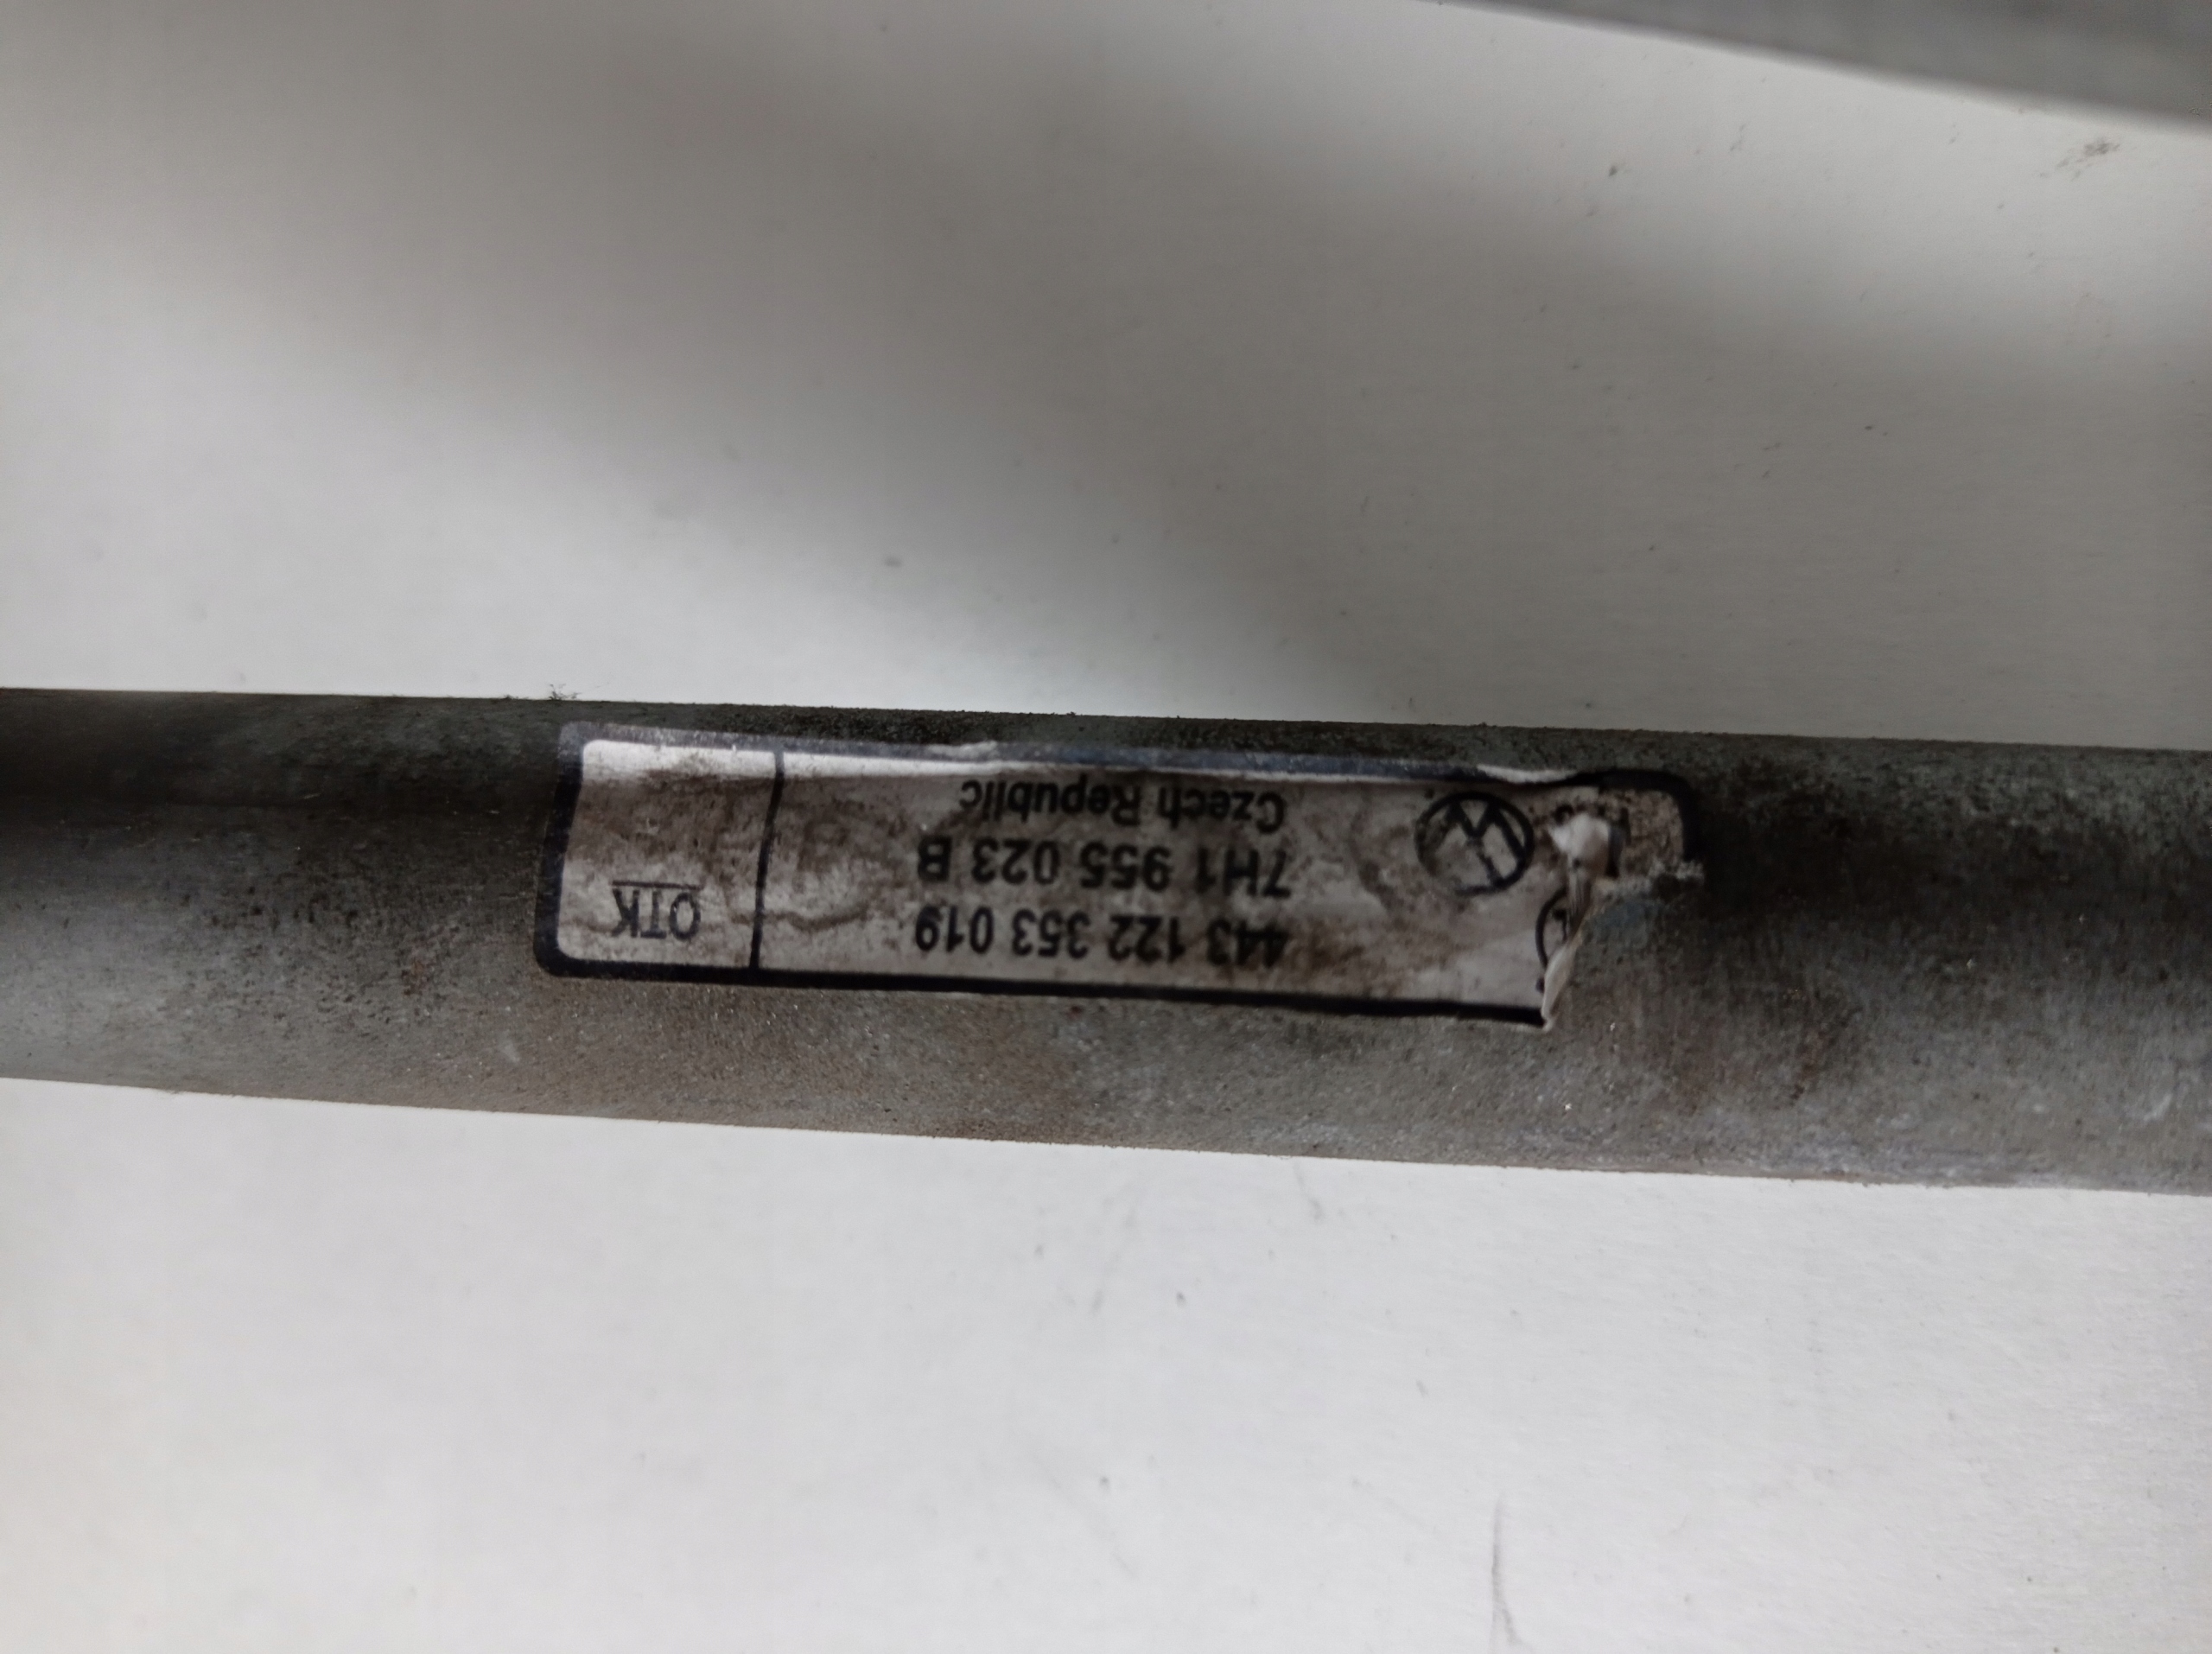 443 122 353 019
7H1 955 023 B
Czech Republic
OTK